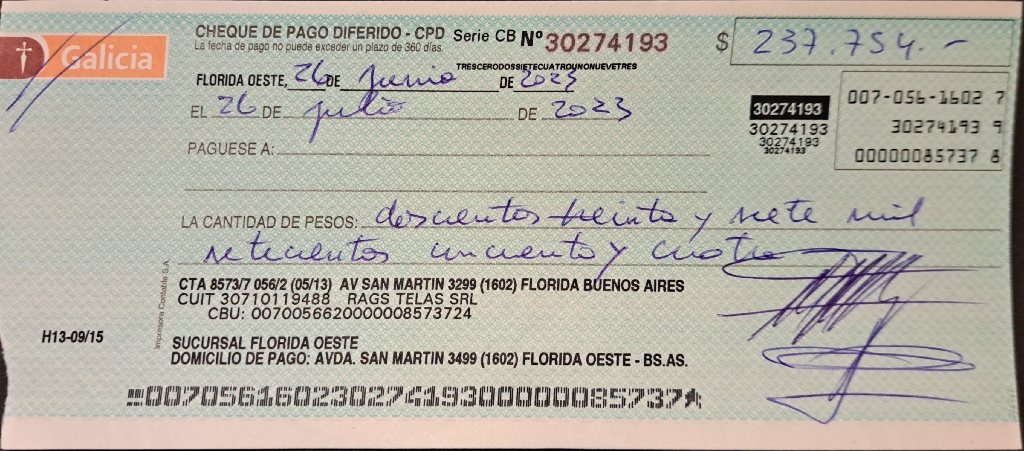 Galicia
CHEQUE DE PAGO DIFERIDO - CPD Serie CB Nº 30274193 $ 237.754.-
La fecha de pago no puede exceder un plazo de 360 días.
TRESCERODOSSIETECUATROUNONUEVETRES
FLORIDA OESTE, 26 DE junio DE 2023
EL 26 DE julio DE 2023
30274193
30274193
30274193
30274193
007-056-1602 7
30274193 9
00000085737 8
PAGUESE A:
LA CANTIDAD DE PESOS: doscientos treinta y siete mil
setecientos cincuenta y cuatro
CTA 8573/7 056/2 (05/13) AV SAN MARTIN 3299 (1602) FLORIDA BUENOS AIRES
CUIT 30710119488 RAGS TELAS SRL
CBU: 0070056620000008573724
Impresora Contable S.A.
H13-09/15
SUCURSAL FLORIDA OESTE
DOMICILIO DE PAGO: AVDA. SAN MARTIN 3499 (1602) FLORIDA OESTE - BS.AS.
00705616023027419300000085737